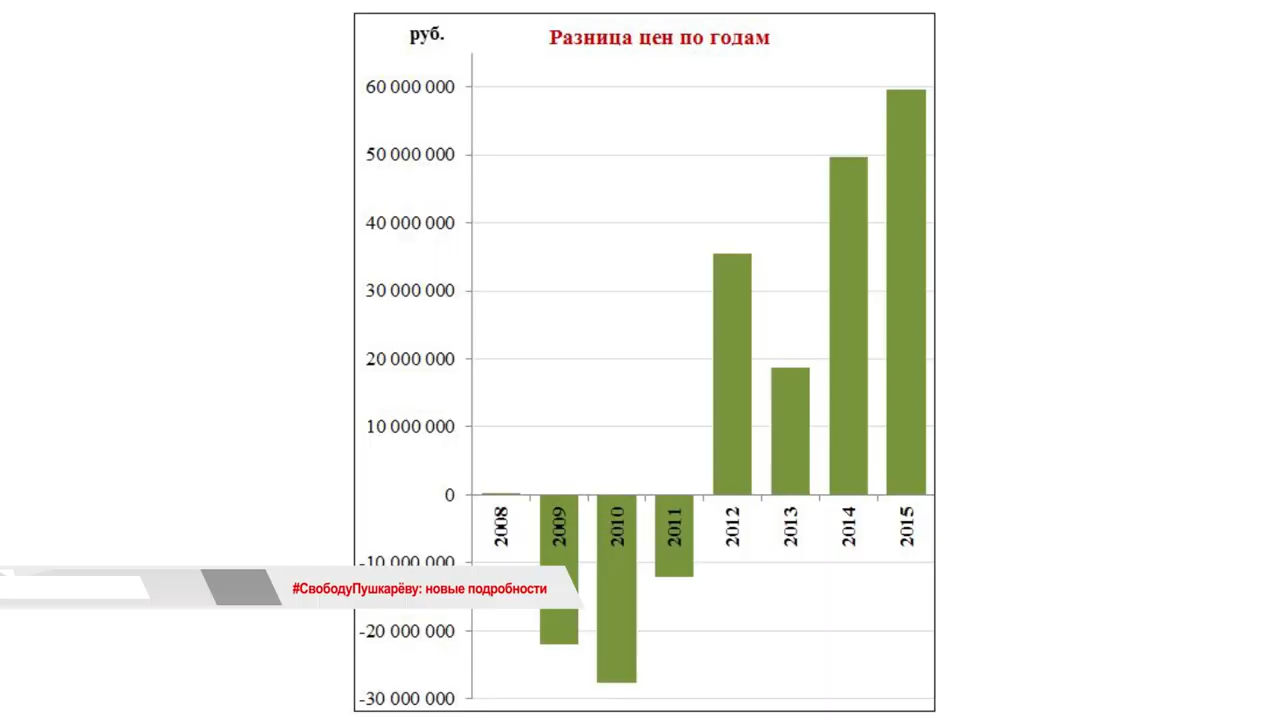 руб.
Разница цен по годам
60 000 000
50 000 000
40 000 000
30 000 000
20 000 000
10 000 000
0
2008
2009
2010
2011
2012
2013
2014
2015
-10 000 000
#СвободуПушкарёву: новые подробности
-20 000 000
-30 000 000